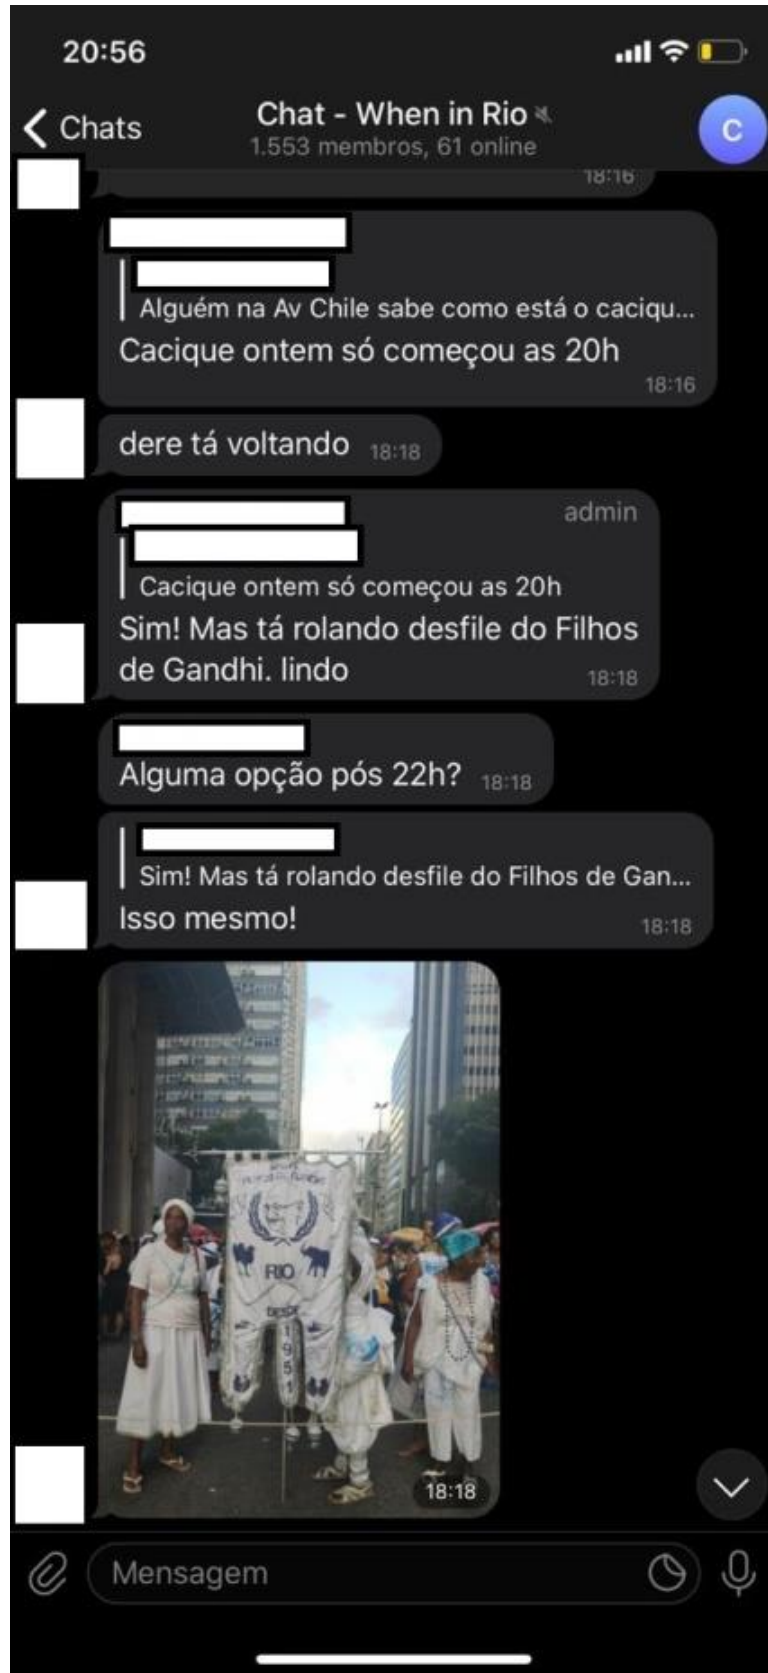 20:56
Chats
Chat - When in Rio
1.553 membros, 61 online
C
18:16
Alguém na Av Chile sabe como está o caciqu...
Cacique ontem só começou as 20h
18:16
dere tá voltando 18:18
admin
Cacique ontem só começou as 20h
Sim! Mas tá rolando desfile do Filhos
de Gandhi. lindo
18:18
Alguma opção pós 22h? 18:18
Sim! Mas tá rolando desfile do Filhos de Gan...
Isso mesmo!
18:18
RIO
DESDE
1951
18:18
Mensagem